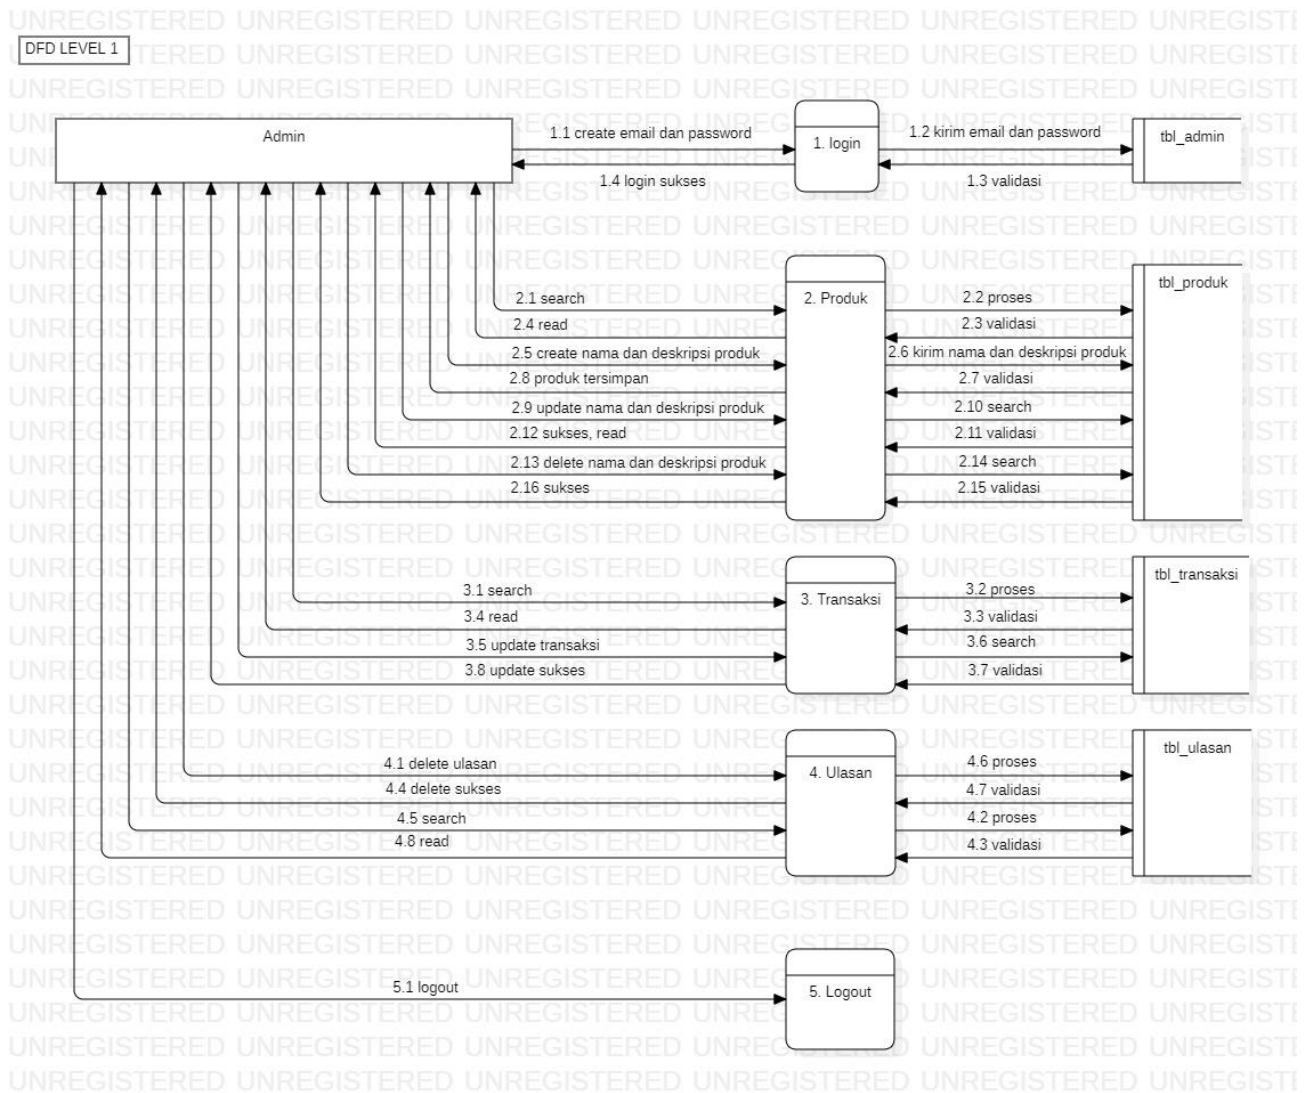 DFD LEVEL 1
Admin
1.1 create email dan password
1. login
1.2 kirim email dan password
tbl_admin
1.4 login sukses
1.3 validasi
tbl_produk
2. Produk
2.1 search
2.2 proses
2.4 read
2.3 validasi
2.5 create nama dan deskripsi produk
2.6 kirim nama dan deskripsi produk
2.8 produk tersimpan
2.7 validasi
2.9 update nama dan deskripsi produk
2.10 search
2.12 sukses, read
2.11 validasi
2.13 delete nama dan deskripsi produk
2.14 search
2.16 sukses
2.15 validasi
tbl_transaksi
3.1 search
3. Transaksi
3.2 proses
3.4 read
3.3 validasi
3.5 update transaksi
3.6 search
3.8 update sukses
3.7 validasi
tbl_ulasan
4.1 delete ulasan
4. Ulasan
4.6 proses
4.4 delete sukses
4.7 validasi
4.5 search
4.2 proses
4.8 read
4.3 validasi
5.1 logout
5. Logout
UNREGISTERED